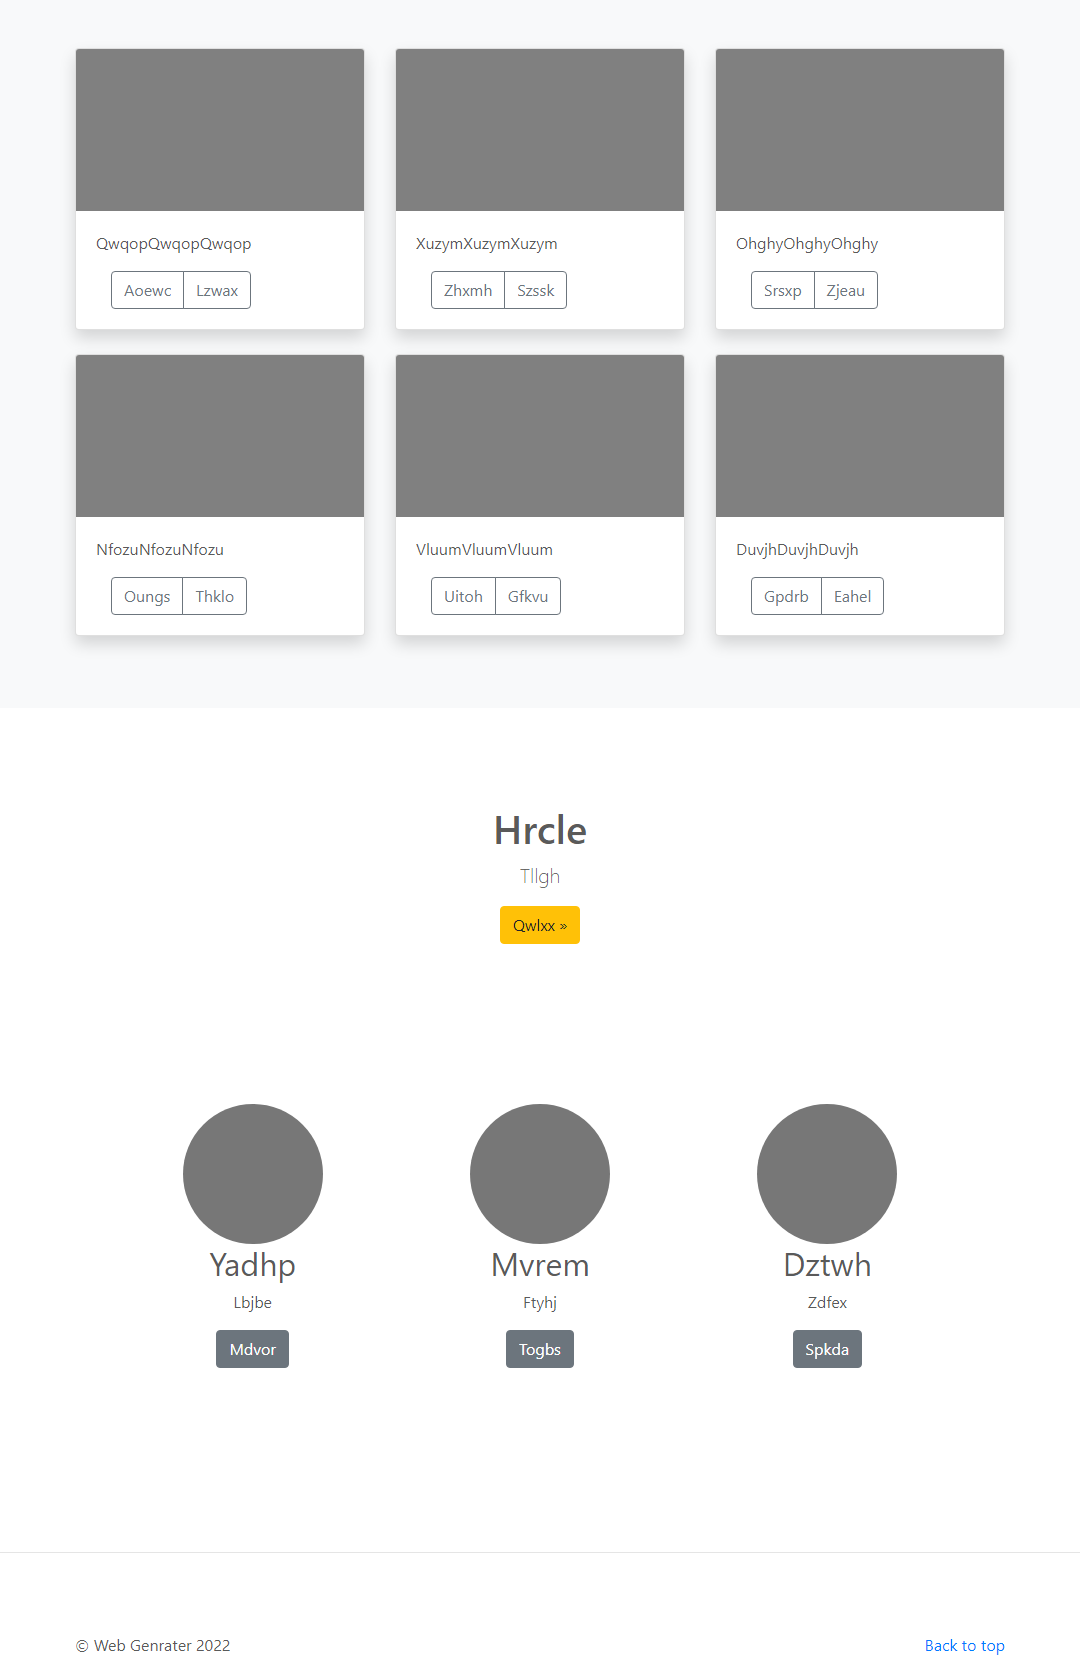 QwqopQwqopQwqop
Aoewc Lzwax
XuzymXuzymXuzym
Zhxmh Szssk
OhghyOhghyOhghy
Srsxp Zjeau
NfozuNfozuNfozu
Oungs Thklo
VluumVluumVluum
Uitoh Gfkvu
DuvjhDuvjhDuvjh
Gpdrb Eahel
Hrcle
Tllgh
Qwlxx »
Yadhp
Lbjbe
Mdvor
Mvrem
Ftyhj
Togbs
Dztwh
Zdfex
Spkda
© Web Genrater 2022
Back to top